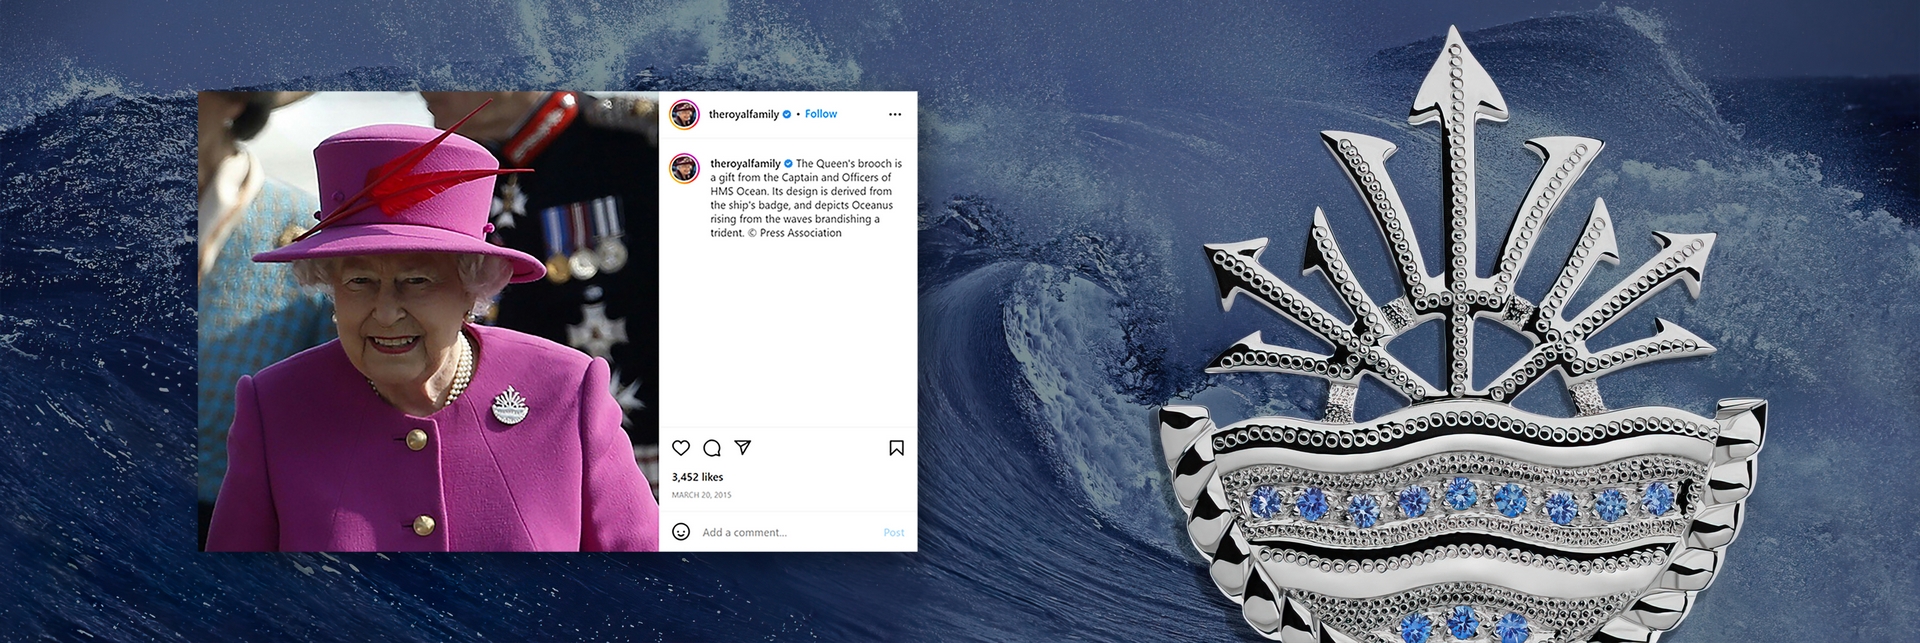 theroyalfamily • Follow
theroyalfamily The Queen's brooch is
a gift from the Captain and Officers of
HMS Ocean. Its design is derived from
the ship's badge, and depicts Oceanus
rising from the waves brandishing a
trident. © Press Association
3,452 likes
MARCH 20, 2015
Add a comment... Post